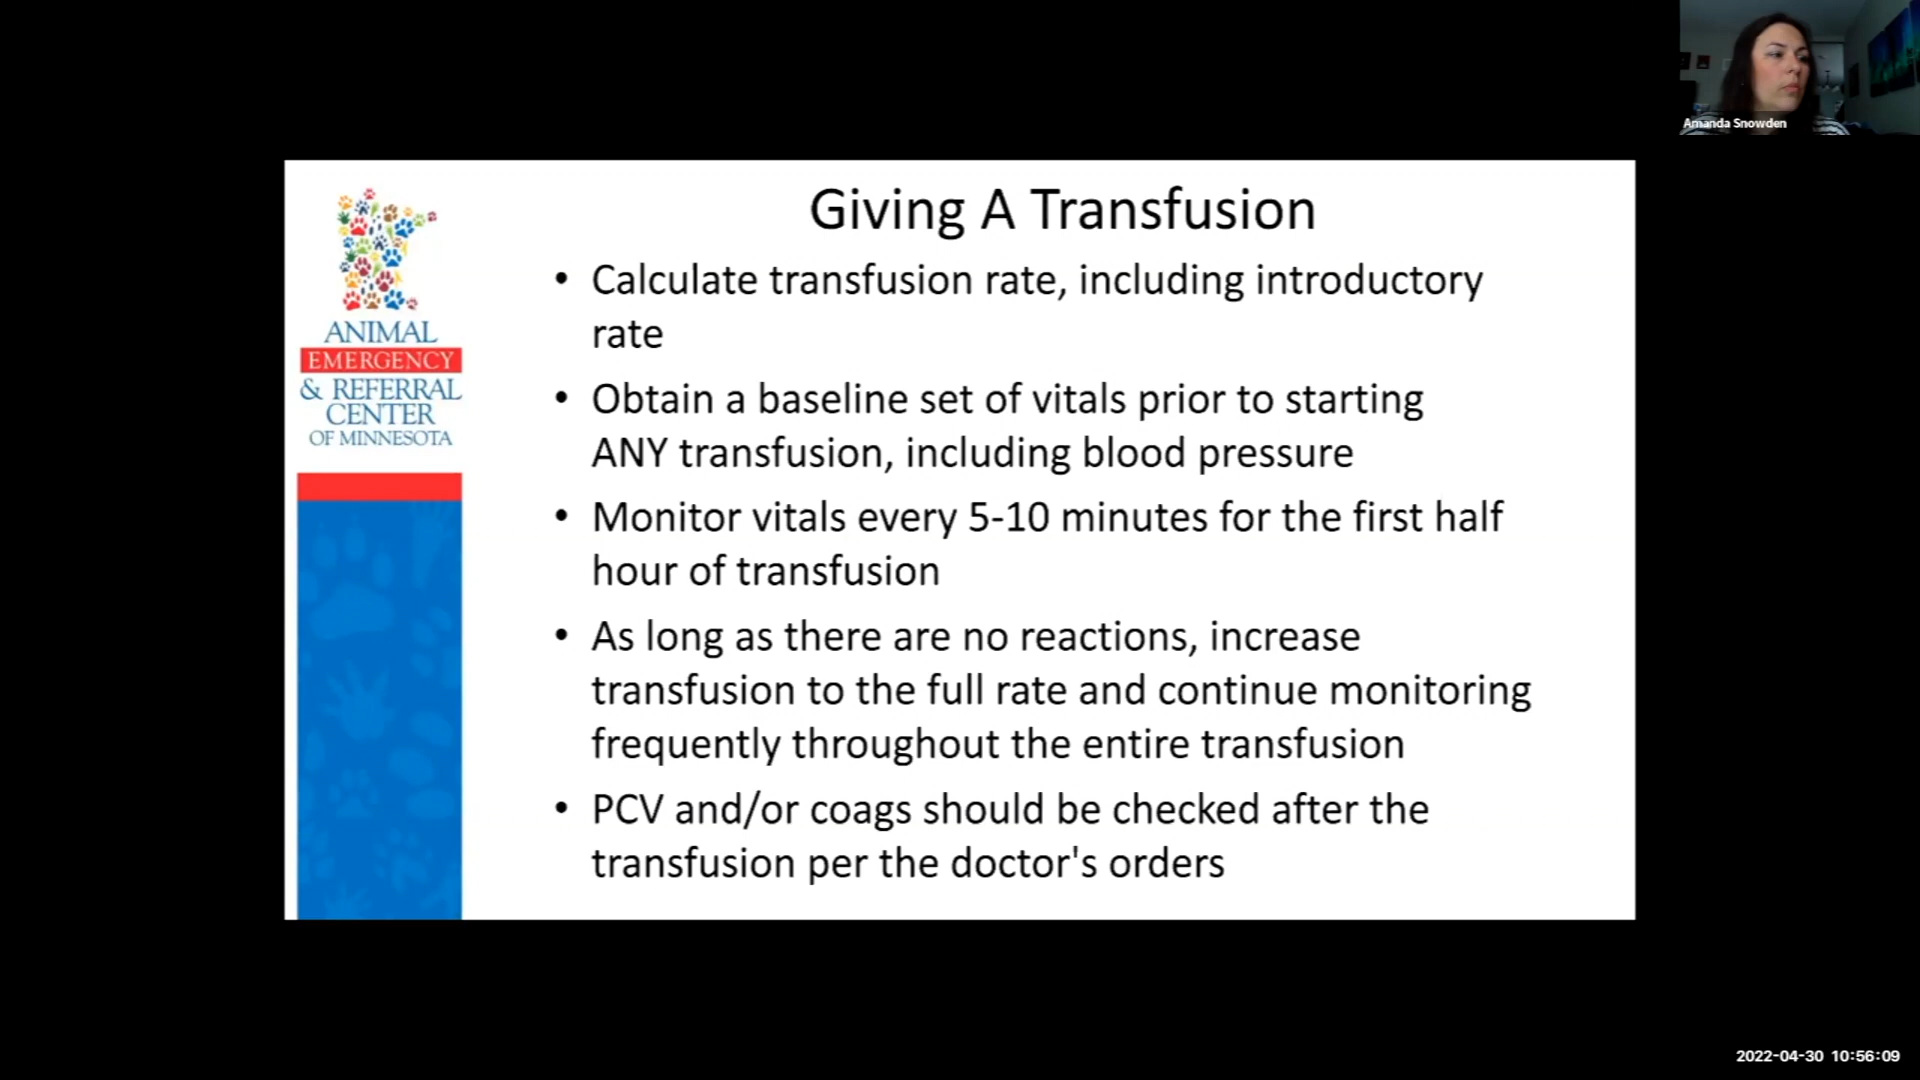 Amanda Snowden
Giving A Transfusion
ANIMAL
EMERGENCY
& REFERRAL
CENTER
OF MINNESOTA
• Calculate transfusion rate, including introductory
rate
• Obtain a baseline set of vitals prior to starting
ANY transfusion, including blood pressure
• Monitor vitals every 5-10 minutes for the first half
hour of transfusion
• As long as there are no reactions, increase
transfusion to the full rate and continue monitoring
frequently throughout the entire transfusion
• PCV and/or coags should be checked after the
transfusion per the doctor's orders
2022-04-30 10:56:09